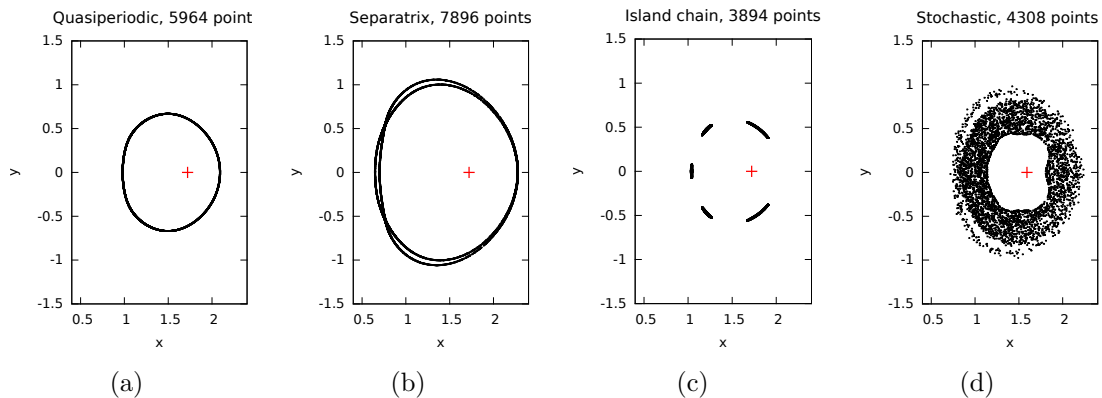 Quasiperiodic, 5964 point
Separatrix, 7896 points
Island chain, 3894 points
Stochastic, 4308 points
1.5
1
0.5
0
-0.5
-1
-1.5
0.5 1 1.5 2
y
x
1.5
1
0.5
0
-0.5
-1
-1.5
0.5 1 1.5 2
y
x
1.5
1
0.5
0
-0.5
-1
-1.5
0.5 1 1.5 2
y
x
1.5
1
0.5
0
-0.5
-1
-1.5
0.5 1 1.5 2
y
x
(a)
(b)
(c)
(d)